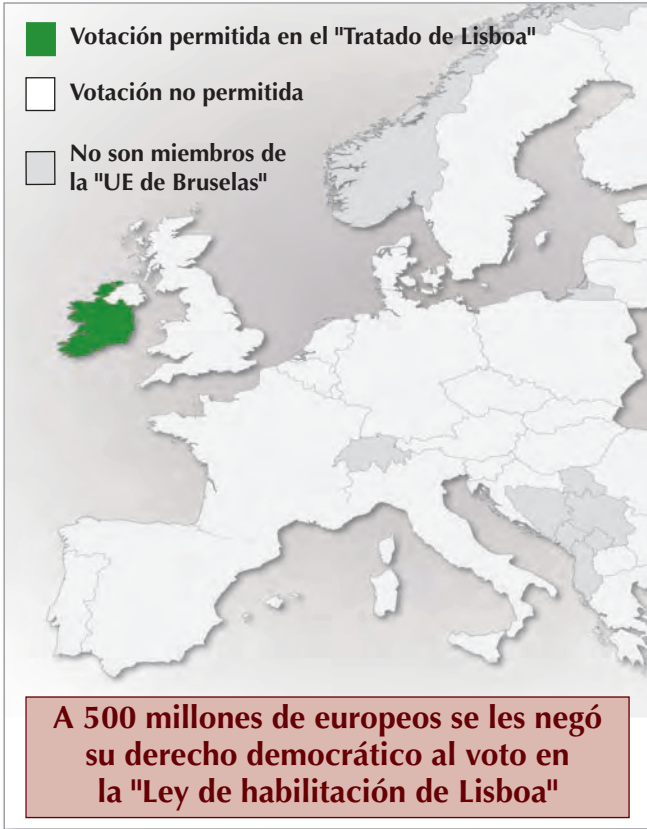 Votación permitida en el "Tratado de Lisboa"
Votación no permitida
No son miembros de
la "UE de Bruselas"
A 500 millones de europeos se les negó
su derecho democrático al voto en
la "Ley de habilitación de Lisboa"